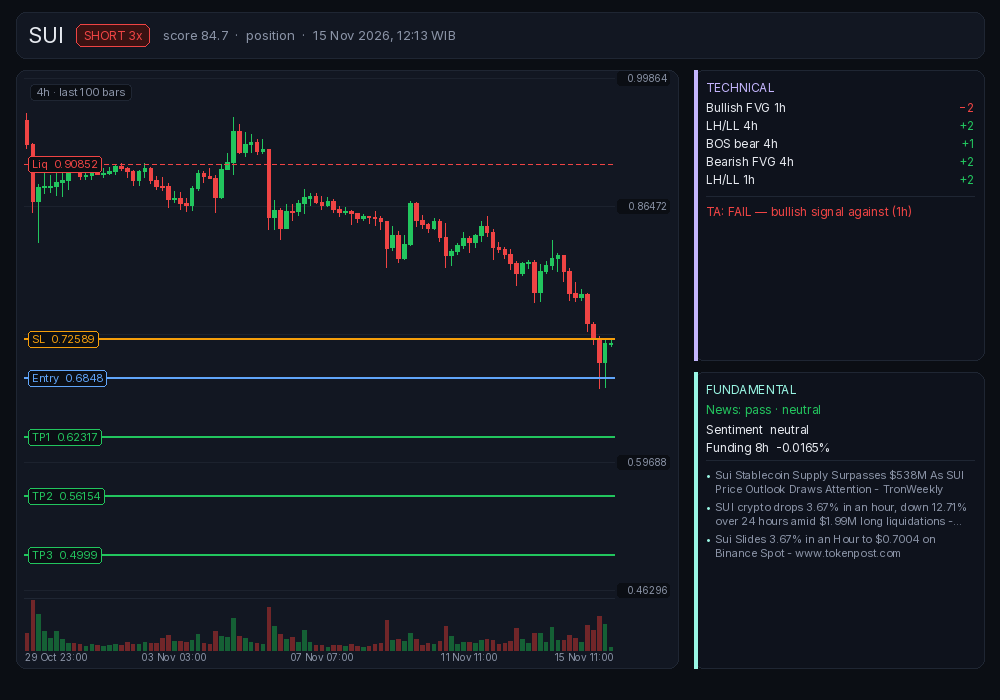 SUI SHORT 3x score 84.7 · position · 15 Nov 2026, 12:13 WIB
4h · last 100 bars
0.99864
Liq 0.90852
0.86472
SL 0.72589
Entry 0.6848
TP1 0.62317
0.59688
TP2 0.56154
TP3 0.4999
0.46296
29 Oct 23:00 03 Nov 03:00 07 Nov 07:00 11 Nov 11:00 15 Nov 11:00
TECHNICAL
Bullish FVG 1h −2
LH/LL 4h +2
BOS bear 4h +1
Bearish FVG 4h +2
LH/LL 1h +2
TA: FAIL — bullish signal against (1h)
FUNDAMENTAL
News: pass · neutral
Sentiment neutral
Funding 8h -0.0165%
• Sui Stablecoin Supply Surpasses $538M As SUI
Price Outlook Draws Attention - TronWeekly
• SUI crypto drops 3.67% in an hour, down 12.71%
over 24 hours amid $1.99M long liquidations -…
• Sui Slides 3.67% in an Hour to $0.7004 on
Binance Spot - www.tokenpost.com